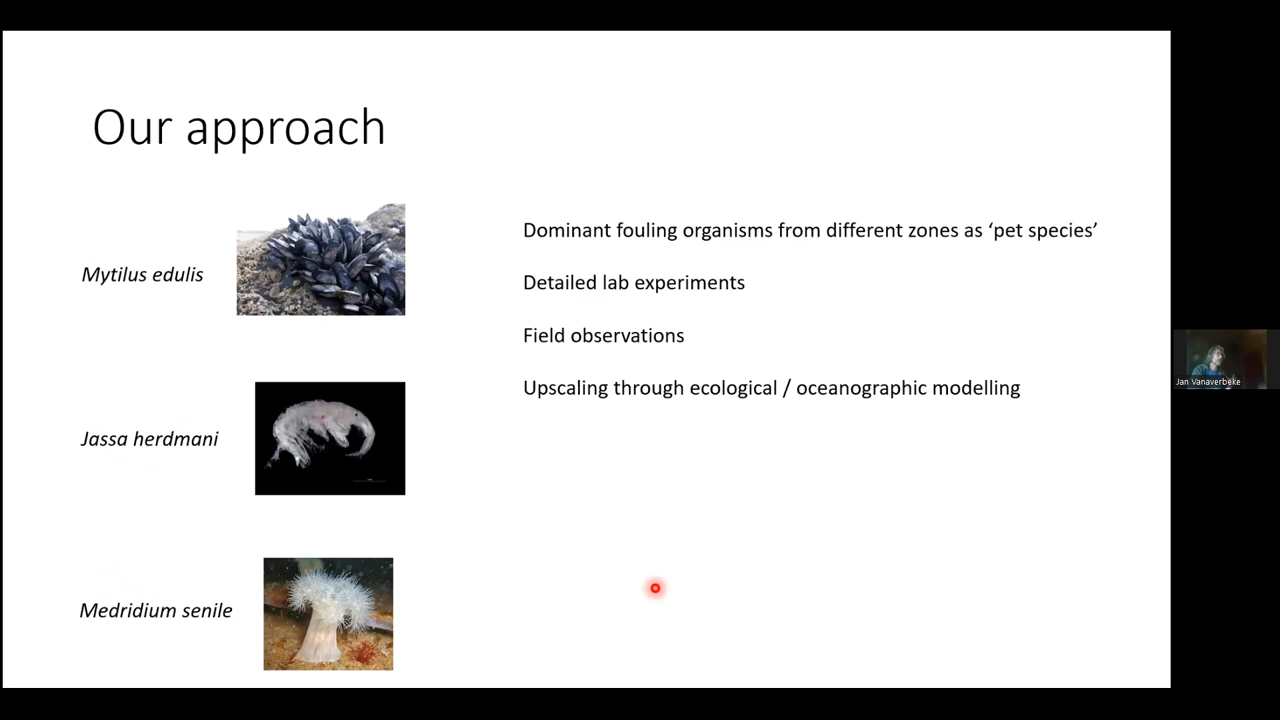 Our approach
Mytilus edulis
Dominant fouling organisms from different zones as ‘pet species’
Detailed lab experiments
Field observations
Upscaling through ecological / oceanographic modelling
Jassa herdmani
Medridium senile
Jan Vanaverbeke